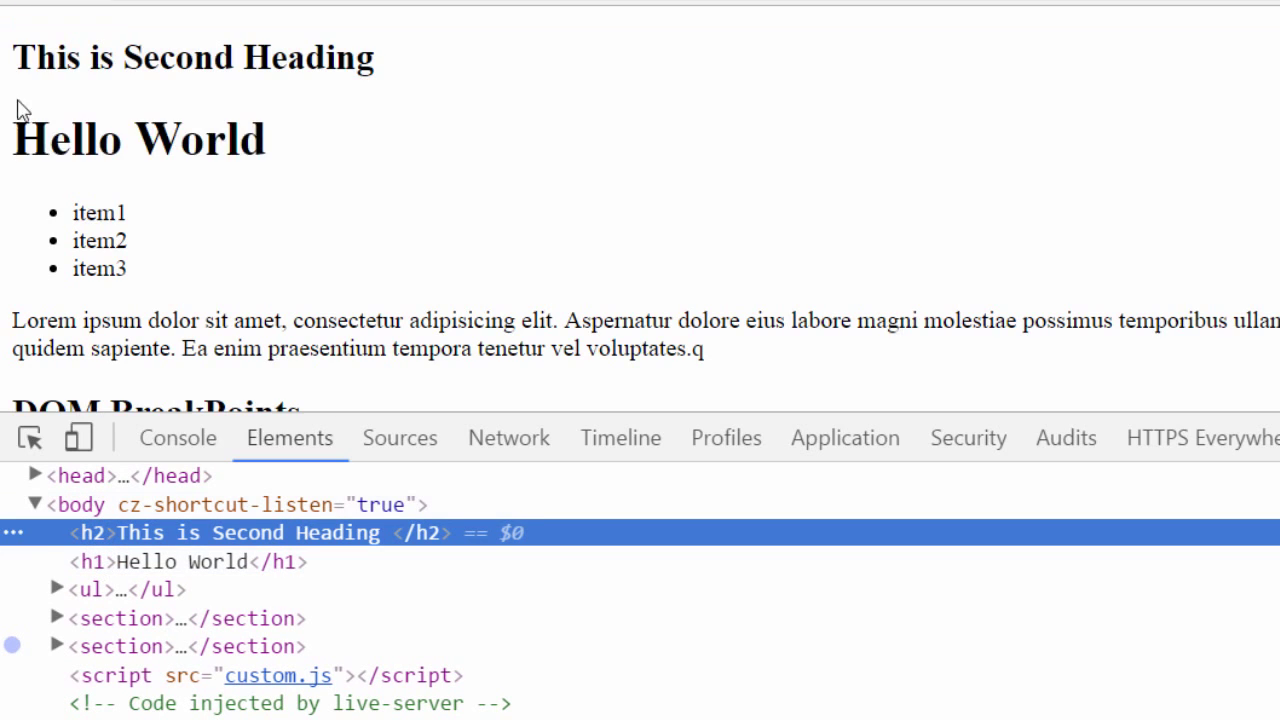 This is Second Heading
Hello World
item1
item2
item3
Lorem ipsum dolor sit amet, consectetur adipisicing elit. Aspernatur dolore eius labore magni molestiae possimus temporibus ullan
quidem sapiente. Ea enim praesentium tempora tenetur vel voluptates.q
DOM BreakPoints
Console Elements Sources Network Timeline Profiles Application Security Audits HTTPS Everywhe
<head>…</head>
<body cz-shortcut-listen="true">
<h2>This is Second Heading </h2> == $0
<h1>Hello World</h1>
<ul>…</ul>
<section>…</section>
<section>…</section>
<script src="custom.js"></script>
<!-- Code injected by live-server -->